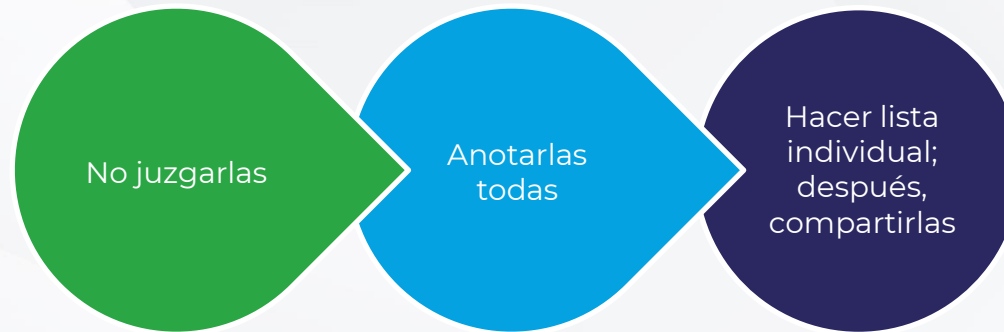 No juzgarlas
Anotarlas
todas
Hacer lista
individual;
después,
compartirlas